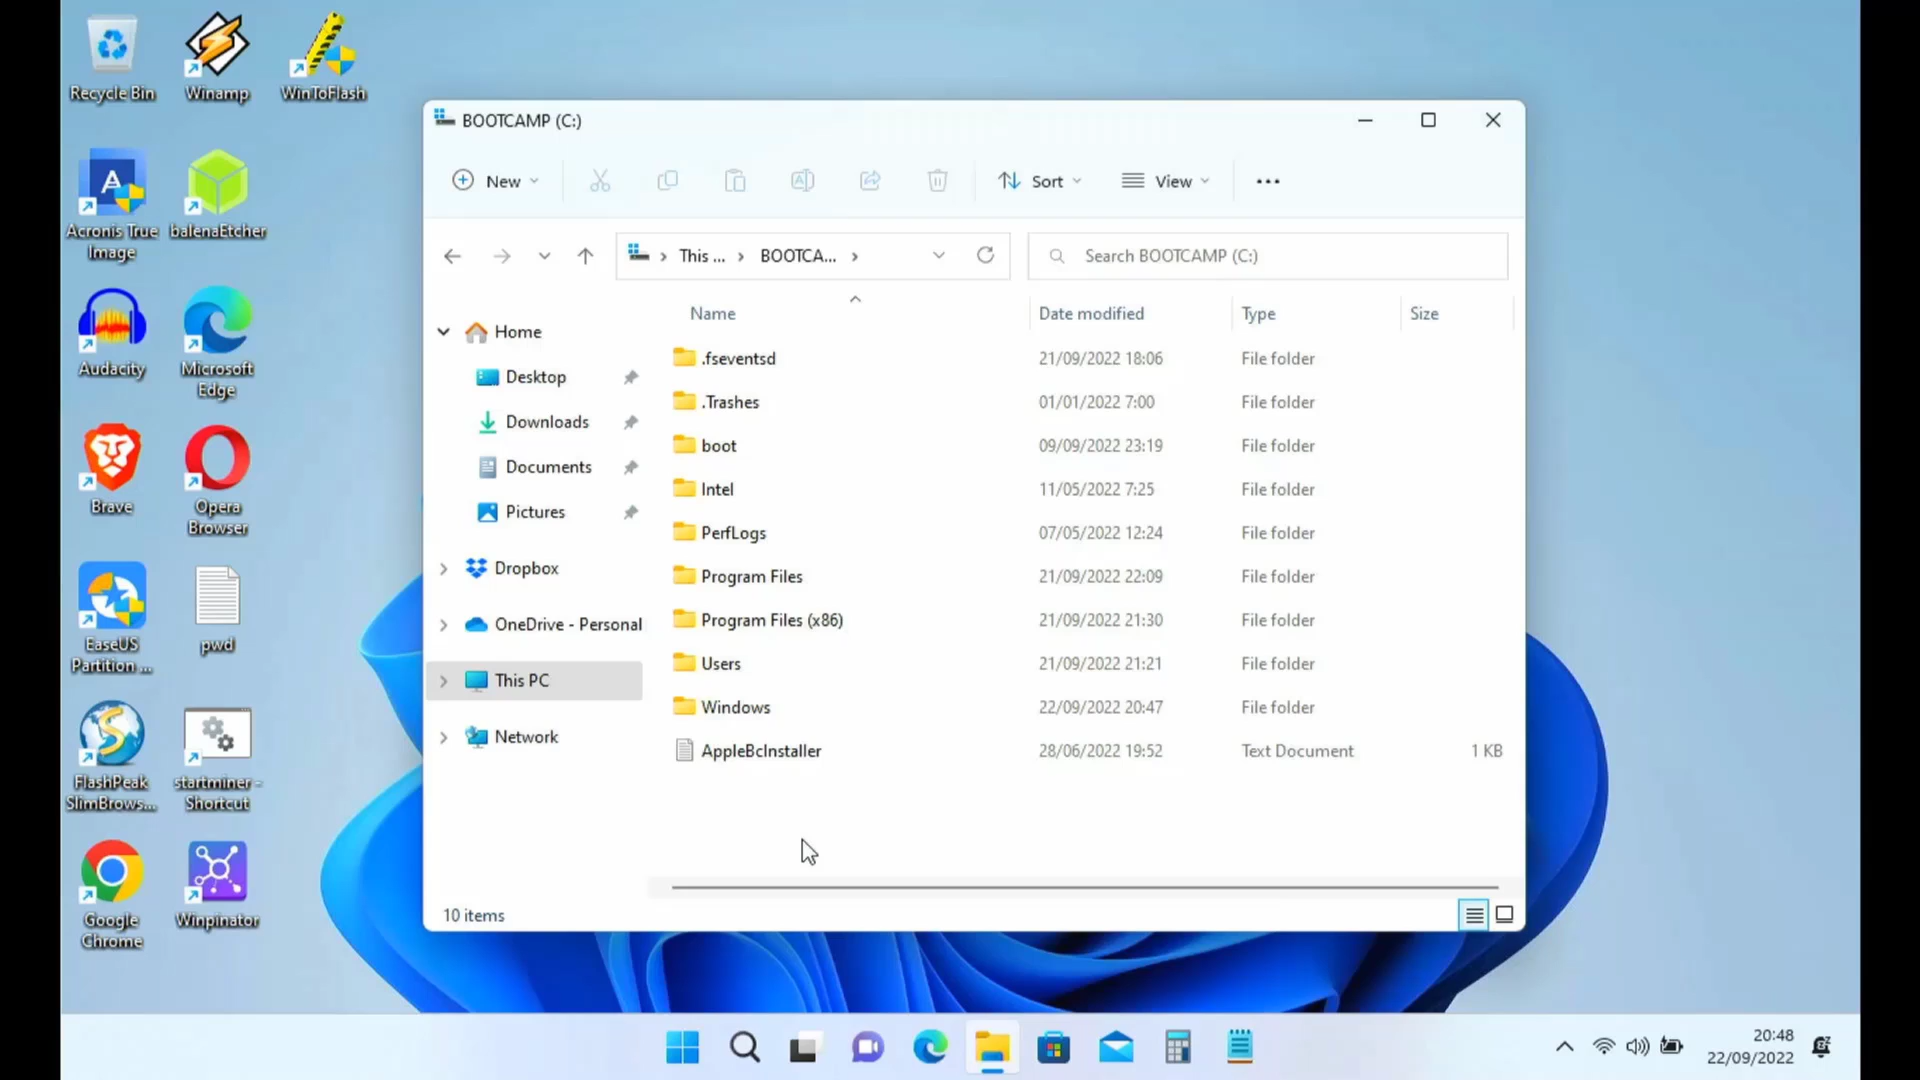 Recycle Bin
Winamp
WinToFlash
Acronis True
Image
balenaEtcher
Audacity
Microsoft
Edge
Brave
Opera
Browser
EaseUS
Partition ...
pwd
FlashPeak
SlimBrows...
startminer -
Shortcut
Google
Chrome
Winpinator
BOOTCAMP (C:)
New
Sort
View
This ...
BOOTCA...
Search BOOTCAMP (C:)
Home
Desktop
Downloads
Documents
Pictures
Dropbox
OneDrive - Personal
This PC
Network
Name Date modified Type Size
.fseventsd 21/09/2022 18:06 File folder
.Trashes 01/01/2022 7:00 File folder
boot 09/09/2022 23:19 File folder
Intel 11/05/2022 7:25 File folder
PerfLogs 07/05/2022 12:24 File folder
Program Files 21/09/2022 22:09 File folder
Program Files (x86) 21/09/2022 21:30 File folder
Users 21/09/2022 21:21 File folder
Windows 22/09/2022 20:47 File folder
AppleBcInstaller 28/06/2022 19:52 Text Document 1 KB
10 items
20:48
22/09/2022